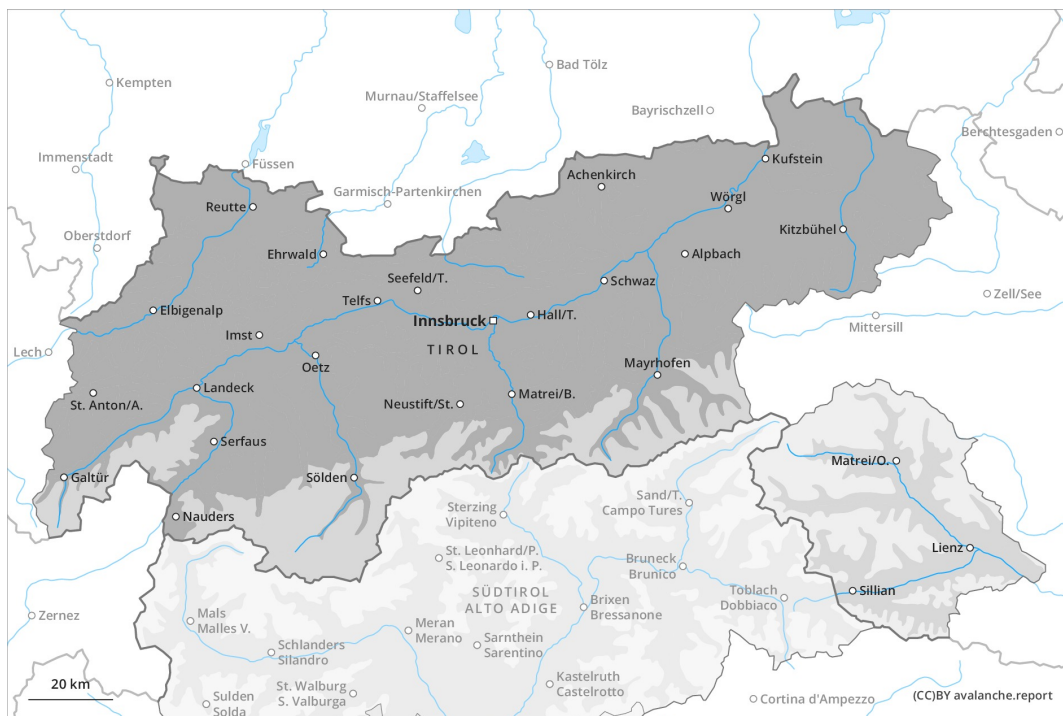 Kempten
Bad Tölz
Murnau/Staffelsee
Bayrischzell
Berchtesgaden
Immenstadt
Füssen
Kufstein
Achenkirch
Garmisch-Partenkirchen
Reutte
Wörgl
Oberstdorf
Kitzbühel
Ehrwald
Alpbach
Seefeld/T.
Schwaz
Zell/See
Telfs
Elbigenalp
Hall/T.
Innsbruck
Mittersill
Imst
TIROL
Lech
Oetz
Mayrhofen
Landeck
St. Anton/A.
Neustift/St.
Matrei/B.
Serfaus
Matrei/O.
Galtür
Sölden
Sand/T.
Campo Tures
Sterzing
Vipiteno
Nauders
Lienz
St. Leonhard/P.
S. Leonardo i. P.
Bruneck
Brunico
SÜDTIROL
ALTO ADIGE
Toblach
Dobbiaco
Sillian
Brixen
Bressanone
Zernez
Mals
Malles V.
Meran
Merano
Sarnthein
Sarentino
Schlanders
Silandro
Kastelruth
Castelrotto
20 km
St. Walburg
S. Valburga
Sulden
Solda
Cortina d'Ampezzo
(CC)BY avalanche.report